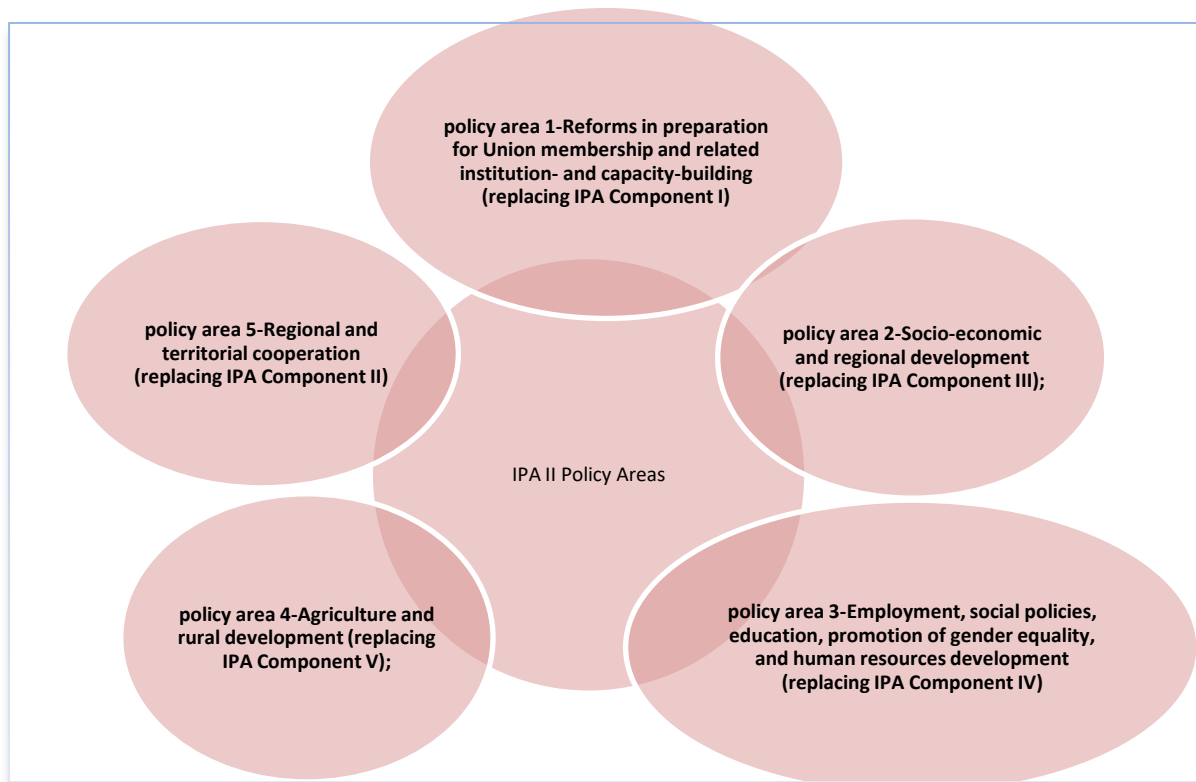 policy area 1-Reforms in preparation
for Union membership and related
institution- and capacity-building
(replacing IPA Component I)
policy area 2-Socio-economic
and regional development
(replacing IPA Component III);
policy area 3-Employment, social policies,
education, promotion of gender equality,
and human resources development
(replacing IPA Component IV)
policy area 4-Agriculture and
rural development (replacing
IPA Component V);
policy area 5-Regional and
territorial cooperation
(replacing IPA Component II)
IPA II Policy Areas